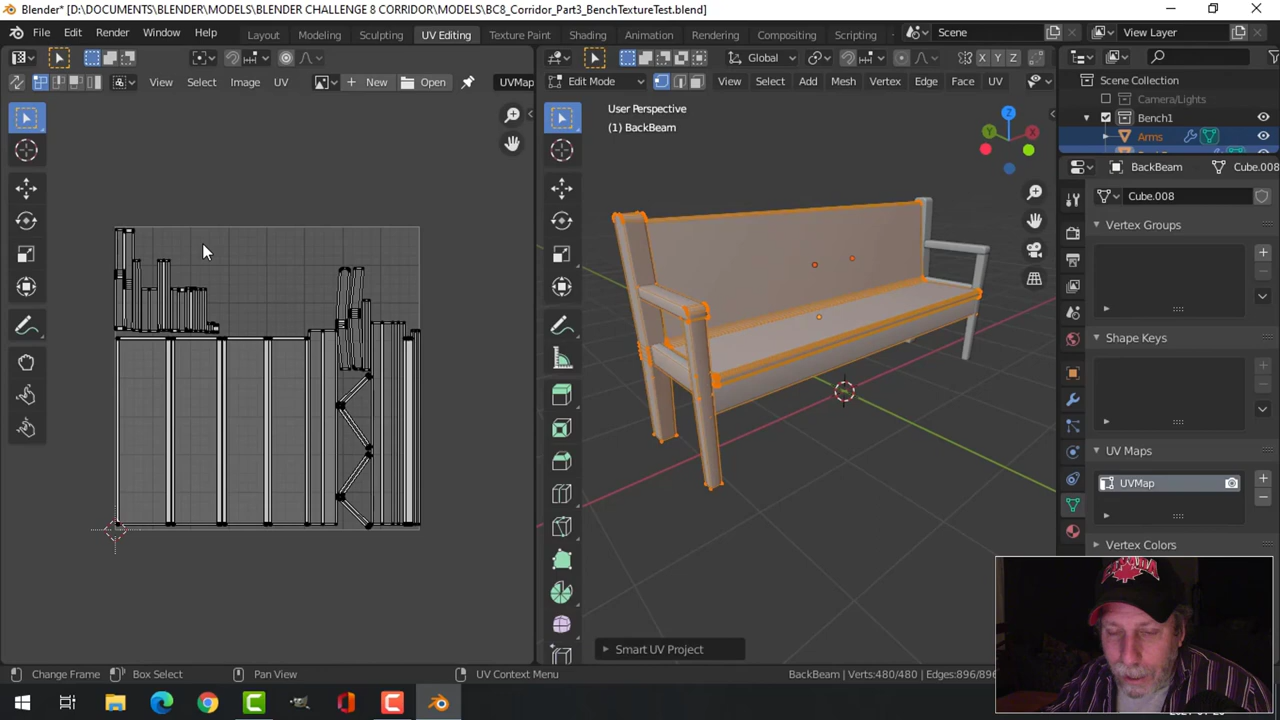 Blender* [D:\DOCUMENTS\BLENDER\MODELS\BLENDER CHALLENGE 8 CORRIDOR\MODELS\BC8_Corridor_Part3_BenchTextureTest.blend]
File Edit Render Window Help Layout Modeling Sculpting UV Editing Texture Paint Shading Animation Rendering Compositing Scripting Scene View Layer
Global
View Select Image UV New Open UVMap Edit Mode View Select Add Mesh Vertex Edge Face UV X Y Z
Scene Collection
Camera/Lights
Bench1
Arms
User Perspective
(1) BackBeam
Z
Y X
BackBeam Cube.008
Cube.008
Vertex Groups
Shape Keys
UV Maps
UVMap
Vertex Colors
Smart UV Project
Change Frame Box Select Pan View UV Context Menu BackBeam | Verts:480/480 | Edges:896/896